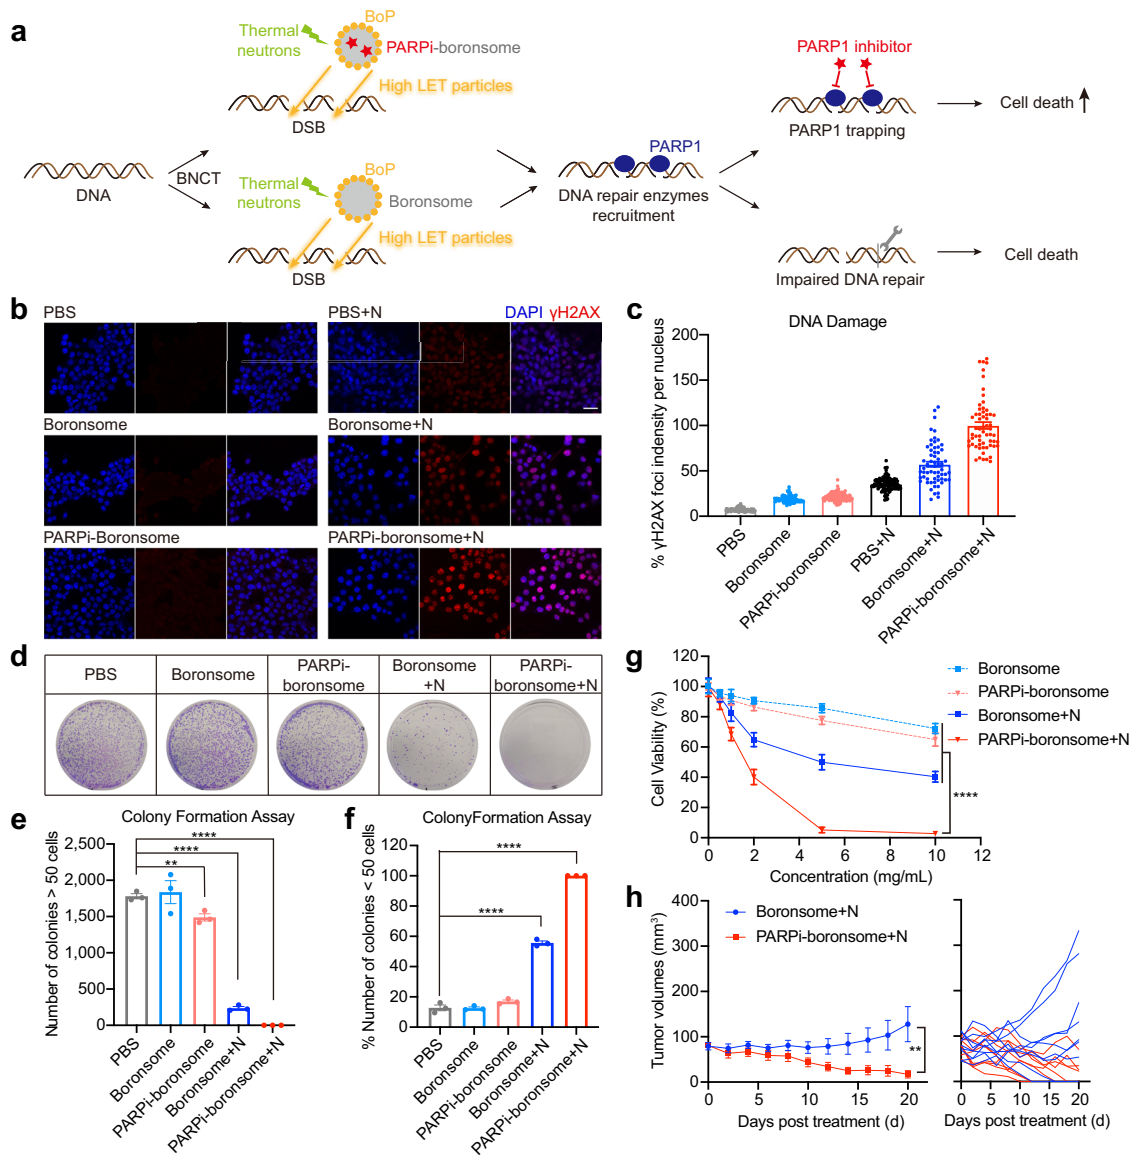 a
Thermal
neutrons
BoP
PARPi-boronsome
High LET particles
DSB
DNA
BNCT
Thermal
neutrons
BoP
Boronsome
High LET particles
DSB
PARP1
DNA repair enzymes
recruitment
PARP1 inhibitor
PARP1 trapping
Cell death
Impaired DNA repair
Cell death
b
PBS
PBS+N
DAPI γH2AX
Boronsome
Boronsome+N
PARPi-Boronsome
PARPi-boronsome+N
c
DNA Damage
% γH2AX foci indensity per nucleus
200
150
100
50
0
PBS
Boronsome
PARPi-boronsome
PBS+N
Boronsome+N
PARPi-boronsome+N
d
PBS
Boronsome
PARPi-
boronsome
Boronsome
+N
PARPi-
boronsome+N
e
Colony Formation Assay
Number of colonies > 50 cells
2,500
2,000
1,500
1,000
500
0
****
****
**
PBS
Boronsome
PARPi-boronsome
Boronsome+N
PARPi-boronsome+N
f
ColonyFormation Assay
% Number of colonies < 50 cells
120
100
80
60
40
20
0
****
****
PBS
Boronsome
PARPi-boronsome
Boronsome+N
PARPi-boronsome+N
g
Cell Viability (%)
120
100
80
60
40
20
0
0 2 4 6 8 10 12
Concentration (mg/mL)
Boronsome
PARPi-boronsome
Boronsome+N
PARPi-boronsome+N
****
h
Tumor volumes (mm³)
400
300
200
100
0
Boronsome+N
PARPi-boronsome+N
**
0 5 10 15 20
Days post treatment (d)
0 5 10 15 20
Days post treatment (d)